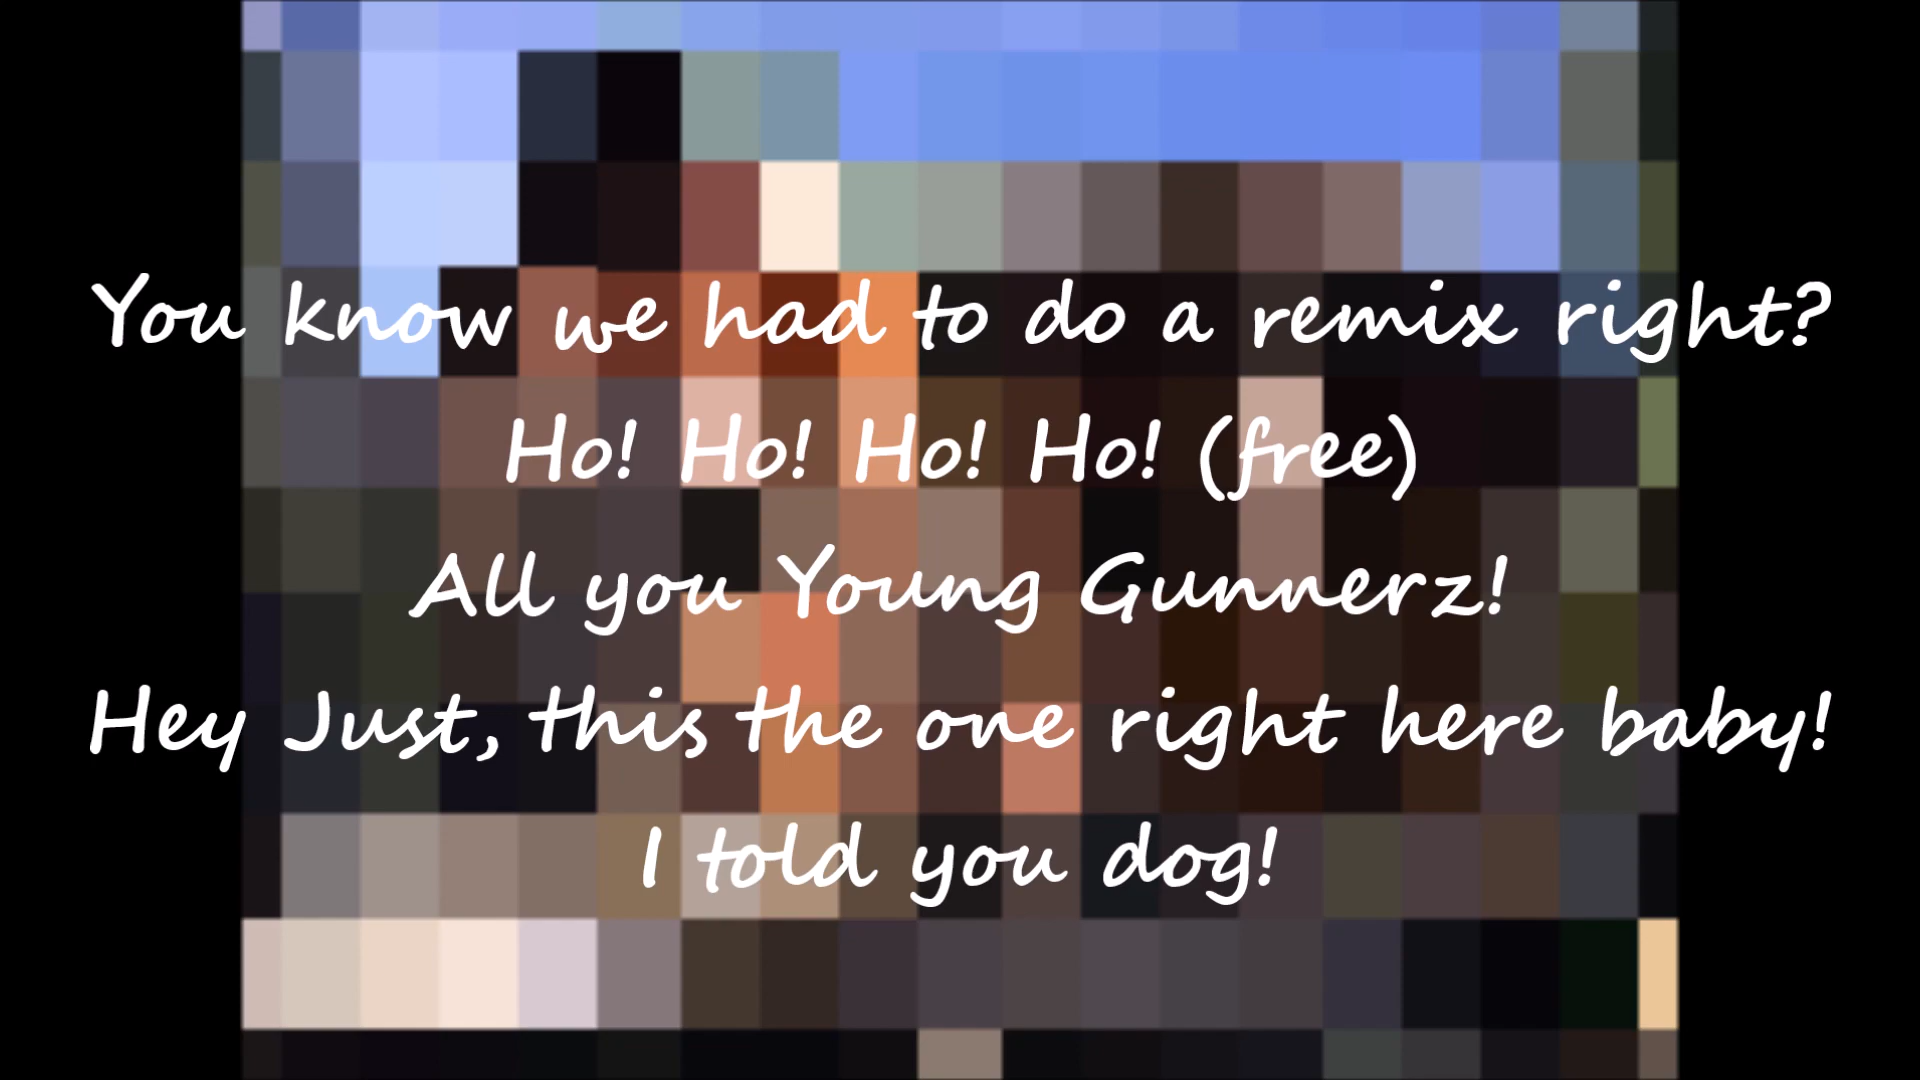 You know we had to do a remix right?
Ho! Ho! Ho! Ho! (free)
All you Young Gunnerz!
Hey Just, this the one right here baby!
I told you dog!